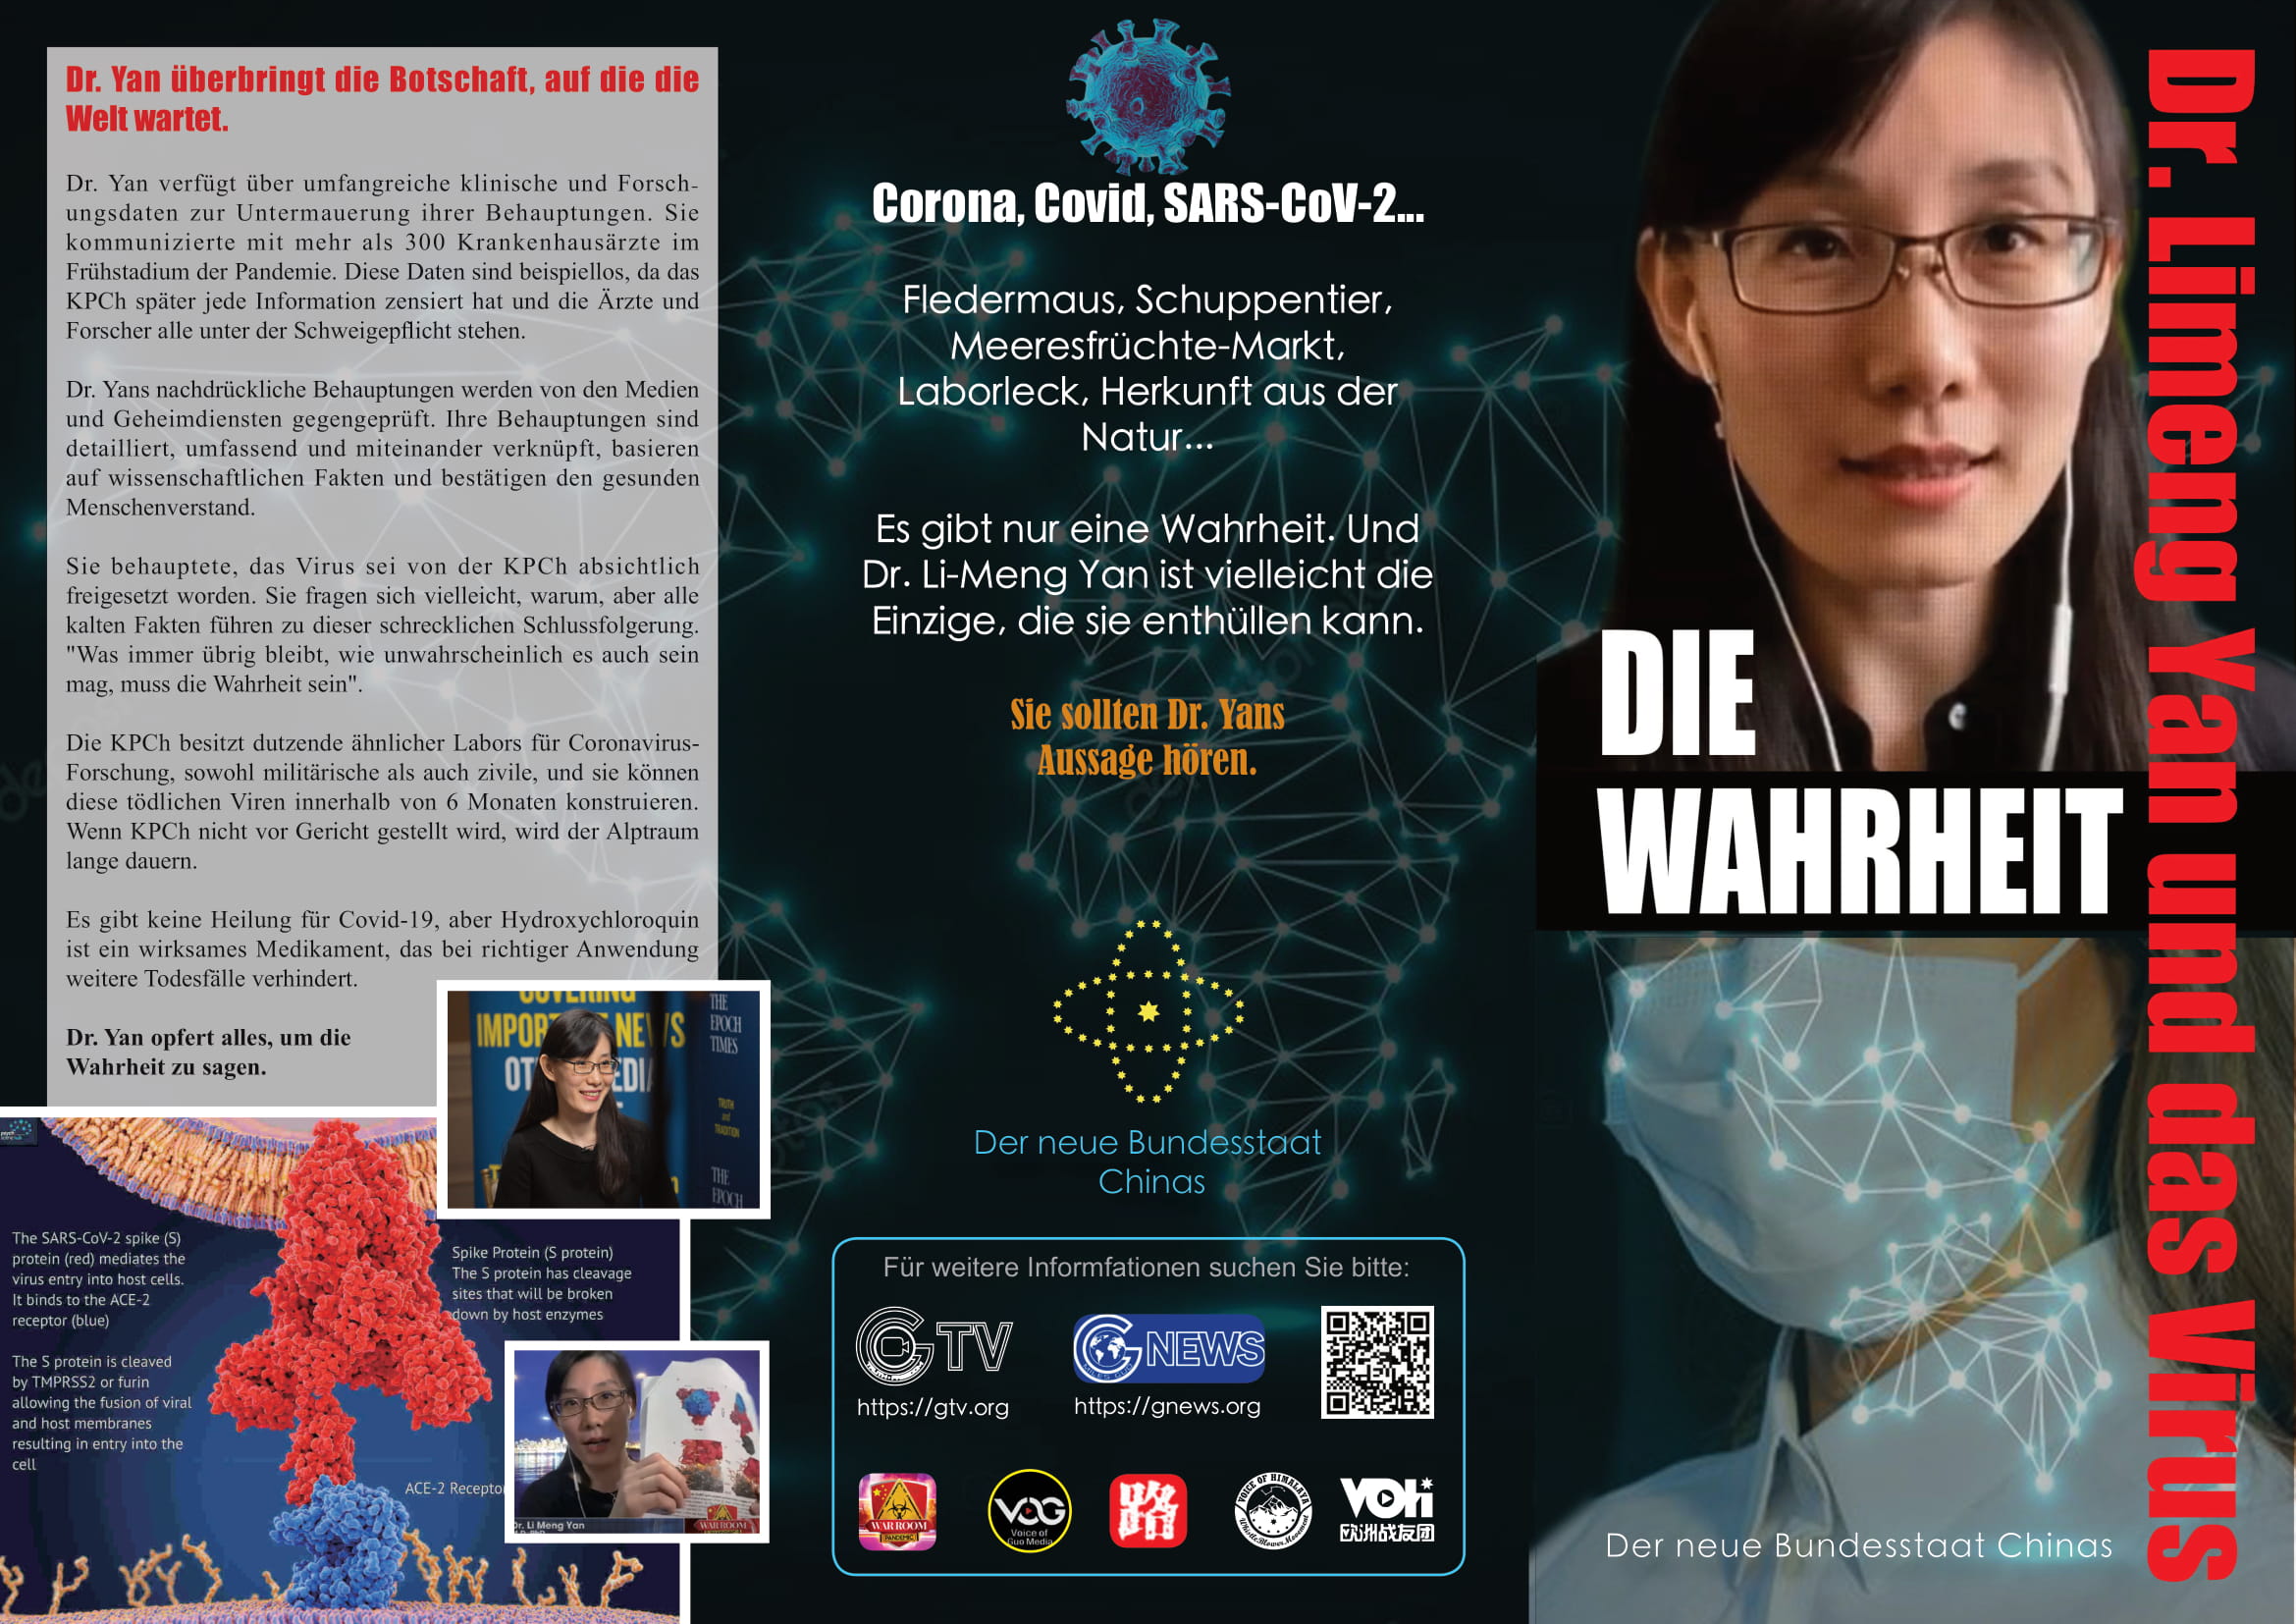 Dr. Yan überbringt die Botschaft, auf die die
Welt wartet.
Dr. Yan verfügt über umfangreiche klinische und Forsch-
ungsdaten zur Untermauerung ihrer Behauptungen. Sie
kommunizierte mit mehr als 300 Krankenhausärzte im
Frühstadium der Pandemie. Diese Daten sind beispiellos, da das
KPCh später jede Information zensiert hat und die Ärzte und
Forscher alle unter der Schweigepflicht stehen.
Dr. Yans nachdrückliche Behauptungen werden von den Medien
und Geheimdiensten gegengeprüft. Ihre Behauptungen sind
detailliert, umfassend und miteinander verknüpft, basieren
auf wissenschaftlichen Fakten und bestätigen den gesunden
Menschenverstand.
Sie behauptete, das Virus sei von der KPCh absichtlich
freigesetzt worden. Sie fragen sich vielleicht, warum, aber alle
kalten Fakten führen zu dieser schrecklichen Schlussfolgerung.
"Was immer übrig bleibt, wie unwahrscheinlich es auch sein
mag, muss die Wahrheit sein".
Die KPCh besitzt dutzende ähnlicher Labors für Coronavirus-
Forschung, sowohl militärische als auch zivile, und sie können
diese tödlichen Viren innerhalb von 6 Monaten konstruieren.
Wenn KPCh nicht vor Gericht gestellt wird, wird der Alptraum
lange dauern.
Es gibt keine Heilung für Covid-19, aber Hydroxychloroquin
ist ein wirksames Medikament, das bei richtiger Anwendung
weitere Todesfälle verhindert.
Dr. Yan opfert alles, um die
Wahrheit zu sagen.
THE
EPOCH
TIMES
TRUTH
and
TRADITION
THE
EPOCH
The SARS-CoV-2 spike (S)
protein (red) mediates the
virus entry into host cells.
It binds to the ACE-2
receptor (blue)
The S protein is cleaved
by TMPRSS2 or furin
allowing the fusion of viral
and host membranes
resulting in entry into the
cell
Spike Protein (S protein)
The S protein has cleavage
sites that will be broken
down by host enzymes
ACE-2 Recepto
Dr. Li Meng Yan
WAR ROOM
Corona, Covid, SARS-CoV-2...
Fledermaus, Schuppentier,
Meeresfrüchte-Markt,
Laborleck, Herkunft aus der
Natur...
Es gibt nur eine Wahrheit. Und
Dr. Li-Meng Yan ist vielleicht die
Einzige, die sie enthüllen kann.
Sie sollten Dr. Yans
Aussage hören.
Der neue Bundesstaat
Chinas
Für weitere Informfationen suchen Sie bitte:
GTV
https://gtv.org
GNEWS
https://gnews.org
WAR ROOM
PANDEMIC
VOG
Voice of
Guo Media
路
VOICE OF HIMALAYA
WhistleBlower Movement
VOH
欧洲战友团
DIE
WAHRHEIT
Dr. Limeng Yan und das Virus
Der neue Bundesstaat Chinas